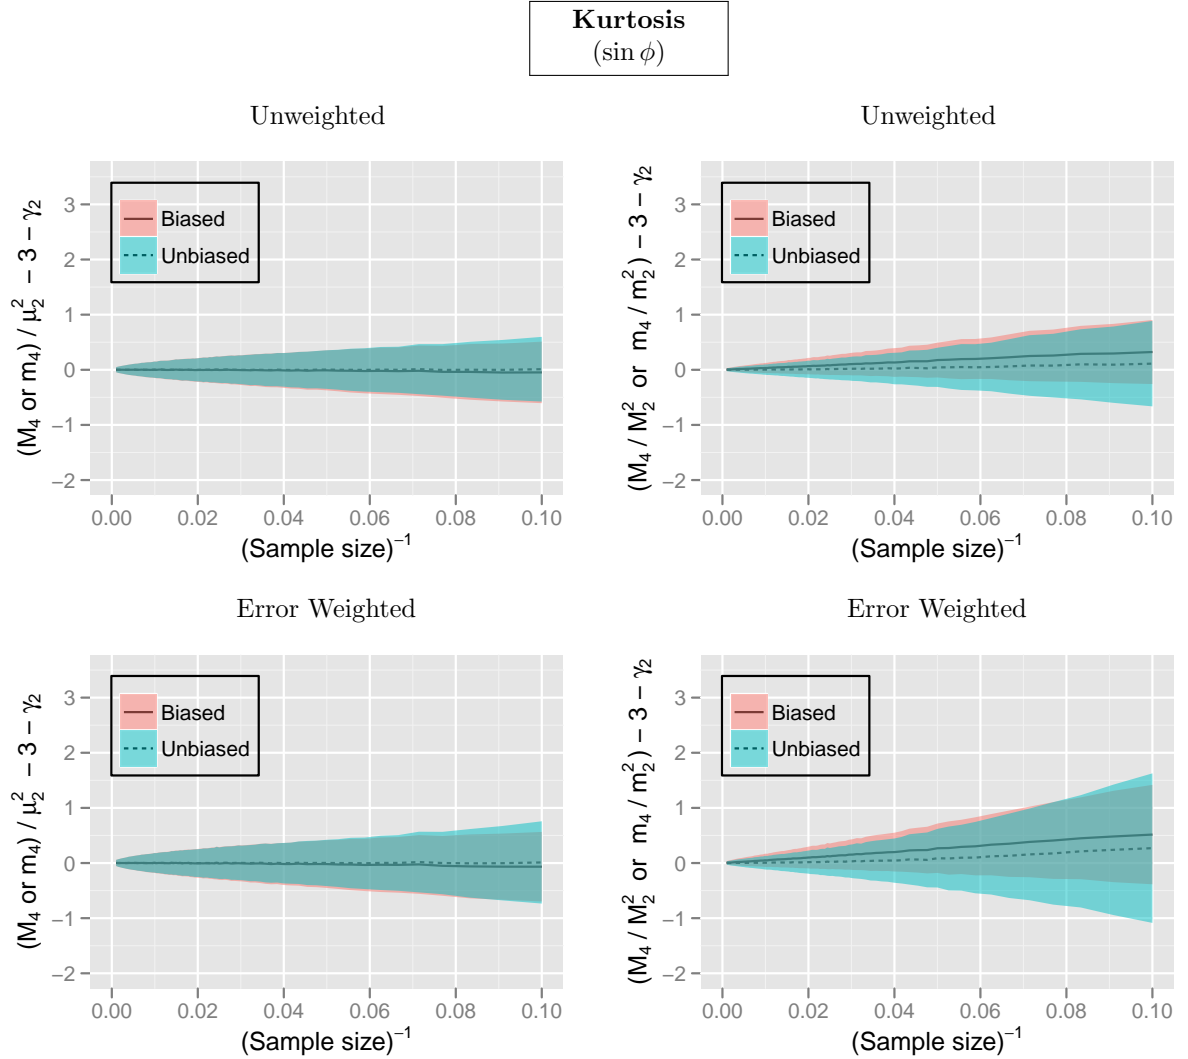 Kurtosis
(sin ϕ)
Unweighted
(M₄ or m₄) / μ₂² − 3 − γ₂
3
2
1
0
−1
−2
Biased
Unbiased
0.00 0.02 0.04 0.06 0.08 0.10
(Sample size)⁻¹
Unweighted
(M₄ / M₂² or m₄ / m₂²) − 3 − γ₂
3
2
1
0
−1
−2
Biased
Unbiased
0.00 0.02 0.04 0.06 0.08 0.10
(Sample size)⁻¹
Error Weighted
(M₄ or m₄) / μ₂² − 3 − γ₂
3
2
1
0
−1
−2
Biased
Unbiased
0.00 0.02 0.04 0.06 0.08 0.10
(Sample size)⁻¹
Error Weighted
(M₄ / M₂² or m₄ / m₂²) − 3 − γ₂
3
2
1
0
−1
−2
Biased
Unbiased
0.00 0.02 0.04 0.06 0.08 0.10
(Sample size)⁻¹